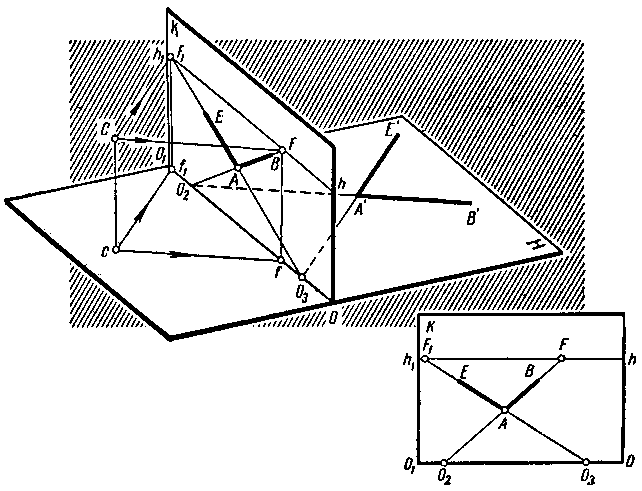 K
h₁ F₁
E
C
F
B
O₁ f₁
A
O₂
E'
h
A'
B'
c
f
O₃
H
O
K
F₁ F
h₁ h
E B
A
O₁ O₂ O₃ O